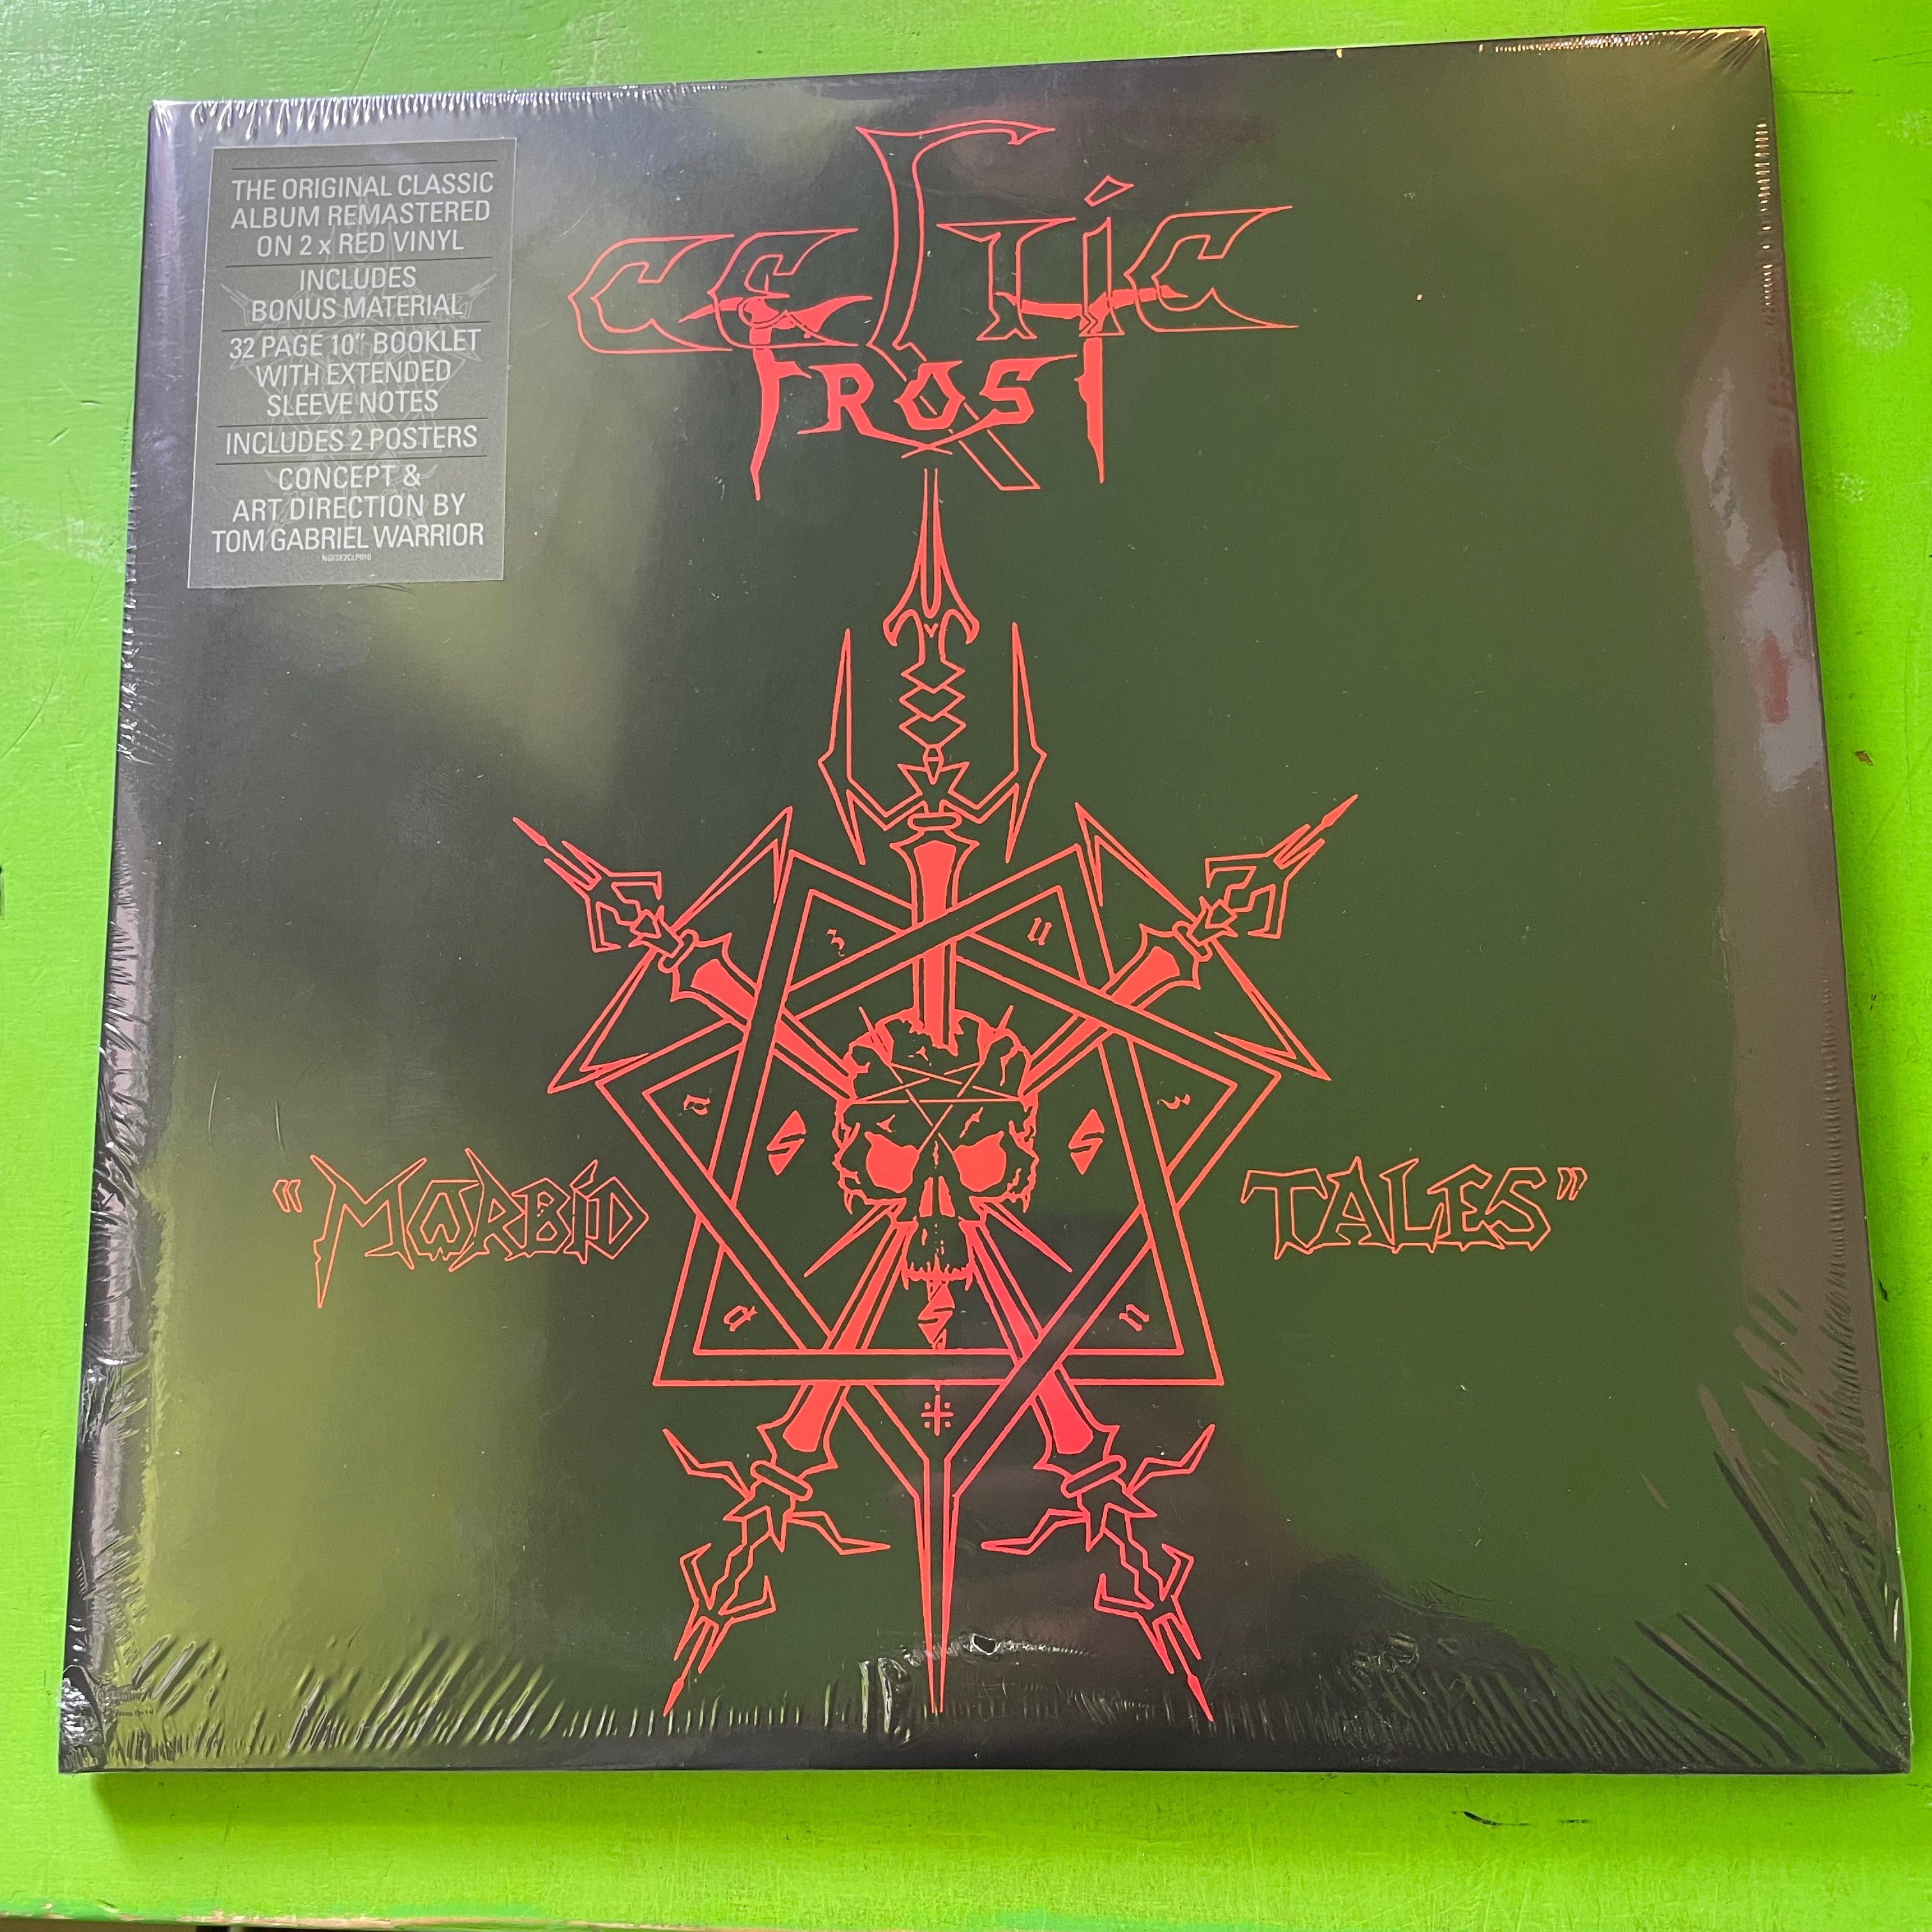 THE ORIGINAL CLASSIC
ALBUM REMASTERED
ON 2 x RED VINYL
INCLUDES
BONUS MATERIAL
32 PAGE 10" BOOKLET
WITH EXTENDED
SLEEVE NOTES
INCLUDES 2 POSTERS
CONCEPT &
ART DIRECTION BY
TOM GABRIEL WARRIOR
NOISE2CLP010
CELTIC
FROST
"MORBID TALES"